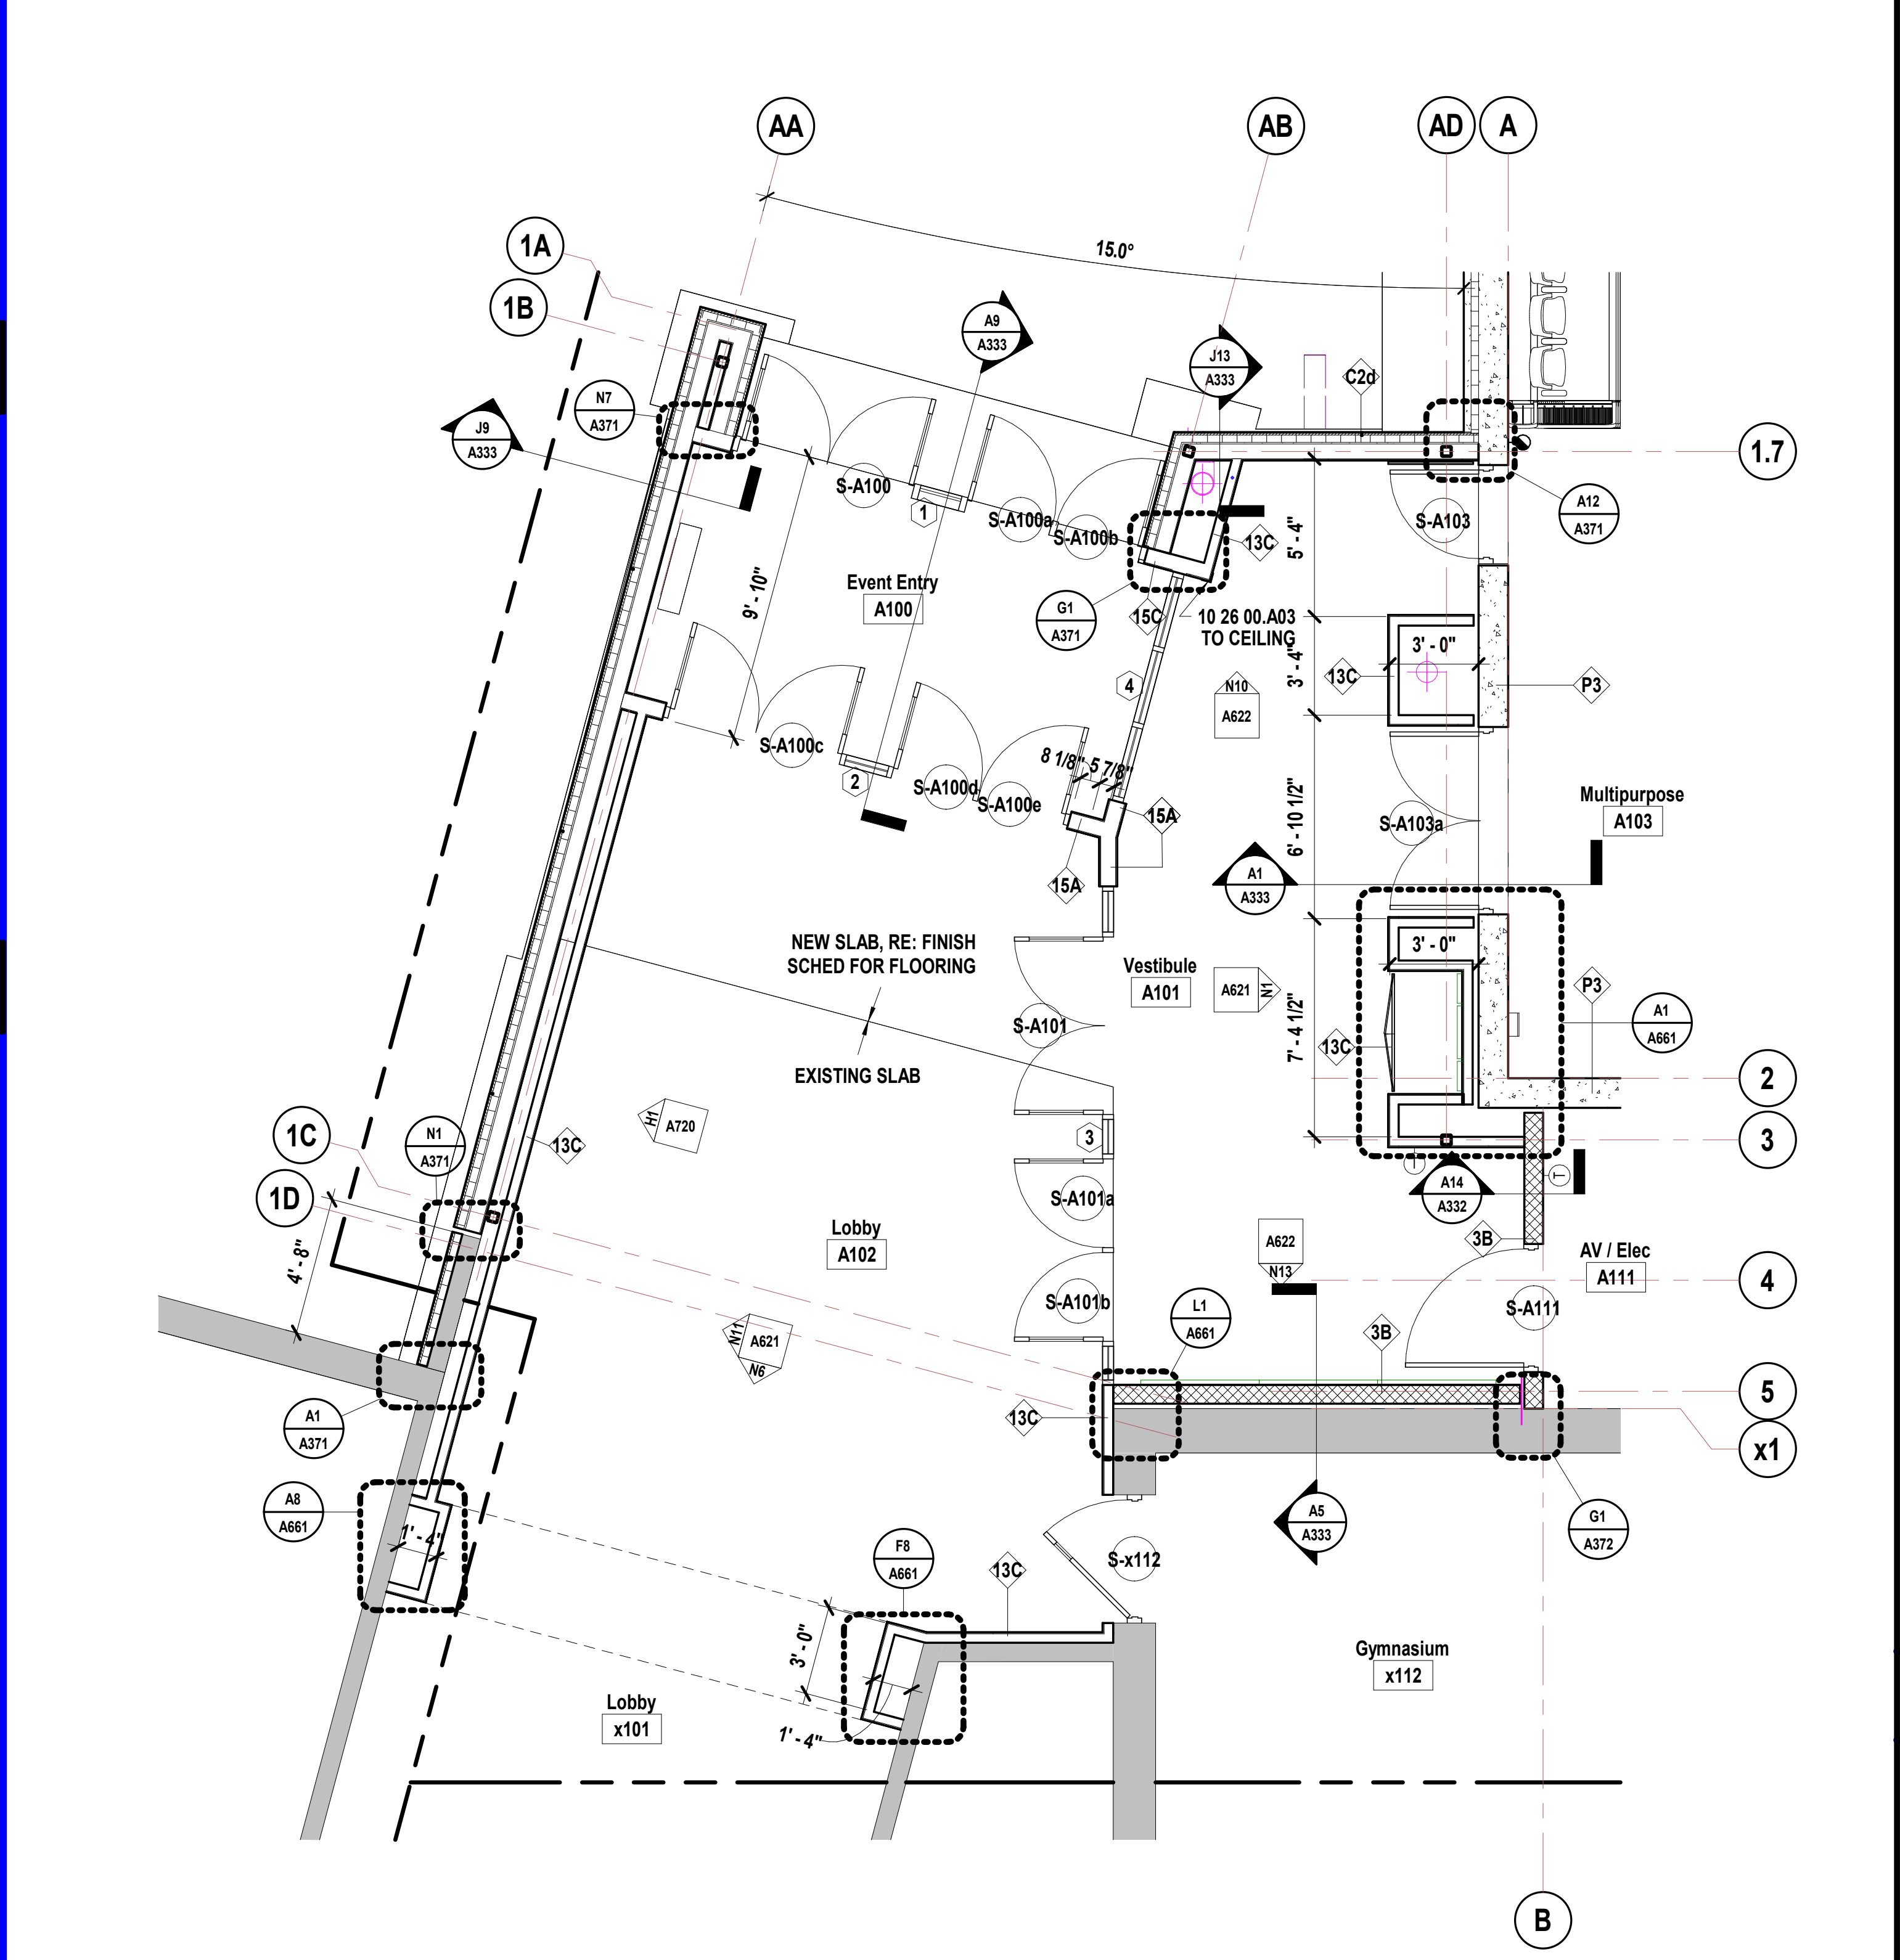 AA
AB
AD
A
1A
15.0°
1B
A9
A333
J13
A333
C2d
N7
A371
J9
A333
1.7
S-A100
1
S-A100a
S-A100b
13C
S-A103
A12
A371
5' - 4"
Event Entry
A100
9' - 10"
G1
A371
15C
10 26 00.A03
TO CEILING
3' - 0"
3' - 4"
13C
4
N10
A622
P3
S-A100c
2
S-A100d
S-A100e
8 1/8"
5 7/8"
15A
15A
6' - 10 1/2"
S-A103a
Multipurpose
A103
A1
A333
NEW SLAB, RE: FINISH
SCHED FOR FLOORING
3' - 0"
Vestibule
A101
A621
N1
P3
S-A101
7' - 4 1/2"
13C
A1
A661
EXISTING SLAB
2
H1
A720
1C
N1
A371
13C
3
3
T
T
1D
S-A101a
A14
A332
4' - 8"
Lobby
A102
A622
N13
3B
AV / Elec
A111
4
S-A101b
L1
A661
S-A111
N11
A621
N6
3B
5
A1
A371
13C
x1
A8
A661
1' - 4"
A5
A333
G1
A372
F8
A661
13C
S-x112
3' - 0"
Gymnasium
x112
Lobby
x101
1' - 4"
B